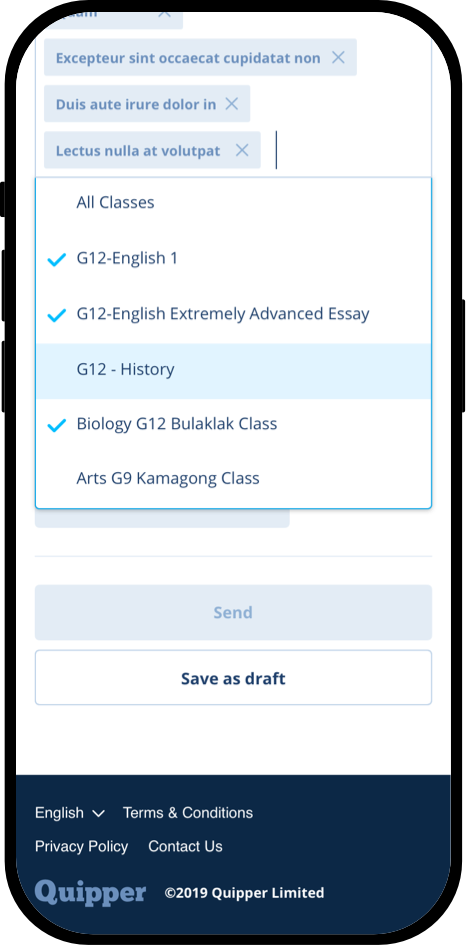 Excepteur sint occaecat cupidatat non
Duis aute irure dolor in
Lectus nulla at volutpat
All Classes
G12-English 1
G12-English Extremely Advanced Essay
G12 - History
Biology G12 Bulaklak Class
Arts G9 Kamagong Class
Send
Save as draft
English Terms & Conditions
Privacy Policy Contact Us
Quipper ©2019 Quipper Limited